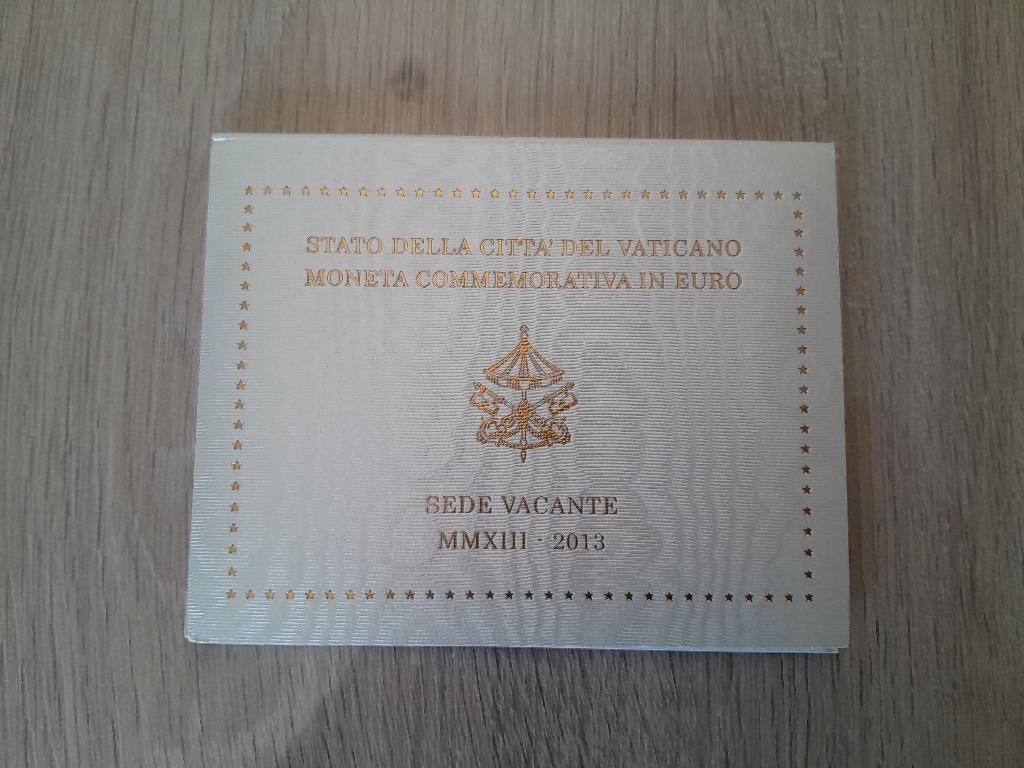 STATO DELLA CITTA' DEL VATICANO
MONETA COMMEMORATIVA IN EURO
SEDE VACANTE
MMXIII · 2013